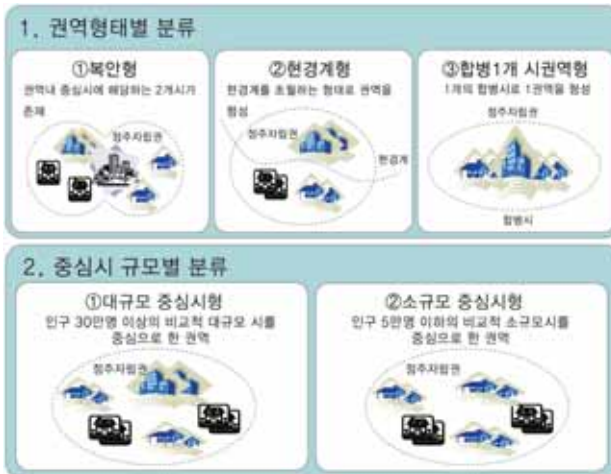 1. 권역형태별 분류
①복안형
권역내 중심시에 해당하는 2개시가
존재
정주자립권
②현경계형
현경계를 초월하는 형태로 권역을
형성
정주자립권
현경계
③합병1개 시권역형
1개의 합병시로 1권역을 형성
정주자립권
합병시
2. 중심시 규모별 분류
①대규모 중심시형
인구 30만명 이상의 비교적 대규모 시를
중심으로 한 권역
정주자립권
②소규모 중심시형
인구 5만명 이하의 비교적 소규모시를
중심으로 한 권역
정주자립권